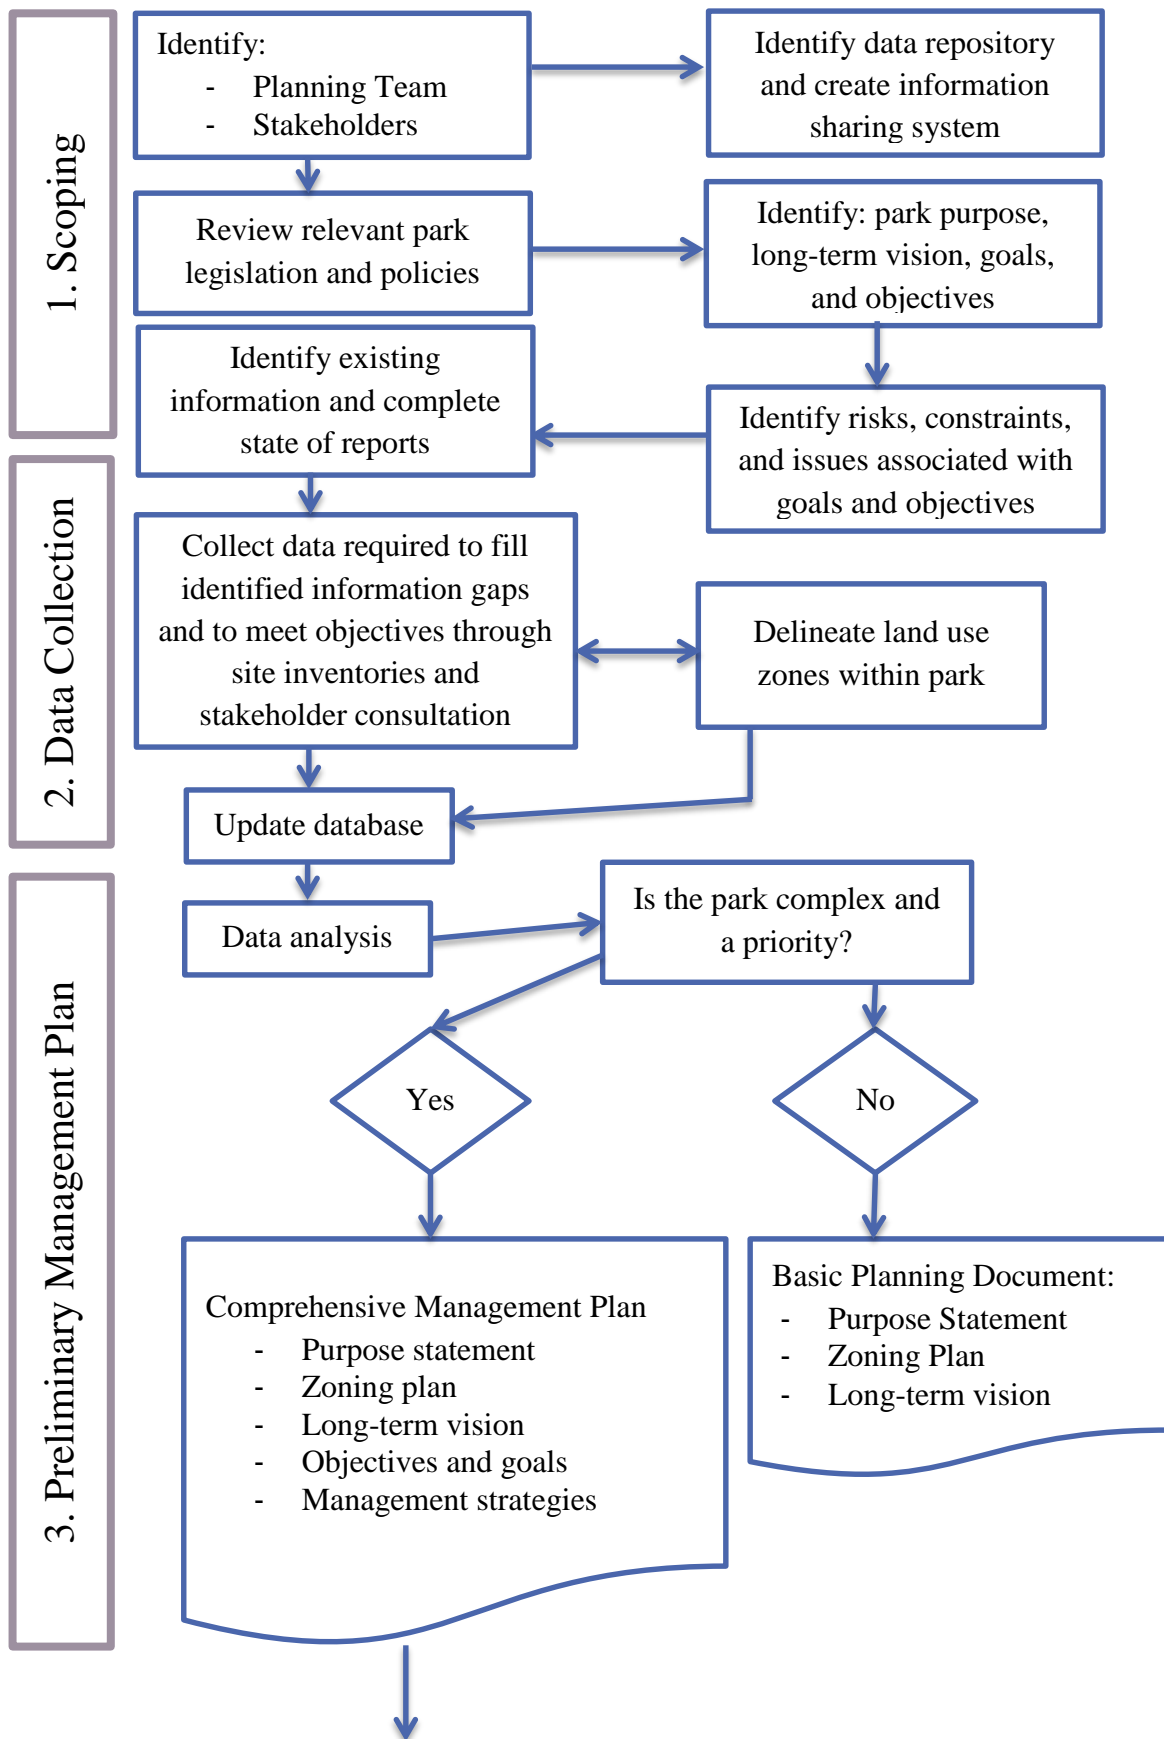 1. Scoping
Identify:
- Planning Team
- Stakeholders
Identify data repository
and create information
sharing system
Review relevant park
legislation and policies
Identify: park purpose,
long-term vision, goals,
and objectives
Identify existing
information and complete
state of reports
Identify risks, constraints,
and issues associated with
goals and objectives
2. Data Collection
Collect data required to fill
identified information gaps
and to meet objectives through
site inventories and
stakeholder consultation
Delineate land use
zones within park
Update database
3. Preliminary Management Plan
Data analysis
Is the park complex and
a priority?
Yes
No
Comprehensive Management Plan
- Purpose statement
- Zoning plan
- Long-term vision
- Objectives and goals
- Management strategies
Basic Planning Document:
- Purpose Statement
- Zoning Plan
- Long-term vision